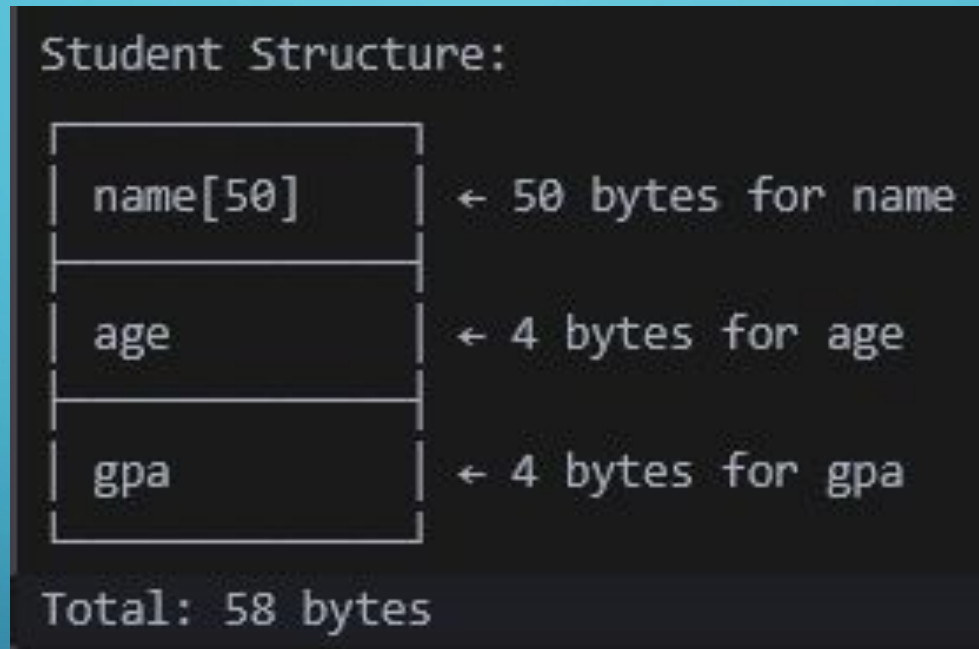 Student Structure:
name[50] ← 50 bytes for name
age ← 4 bytes for age
gpa ← 4 bytes for gpa
Total: 58 bytes